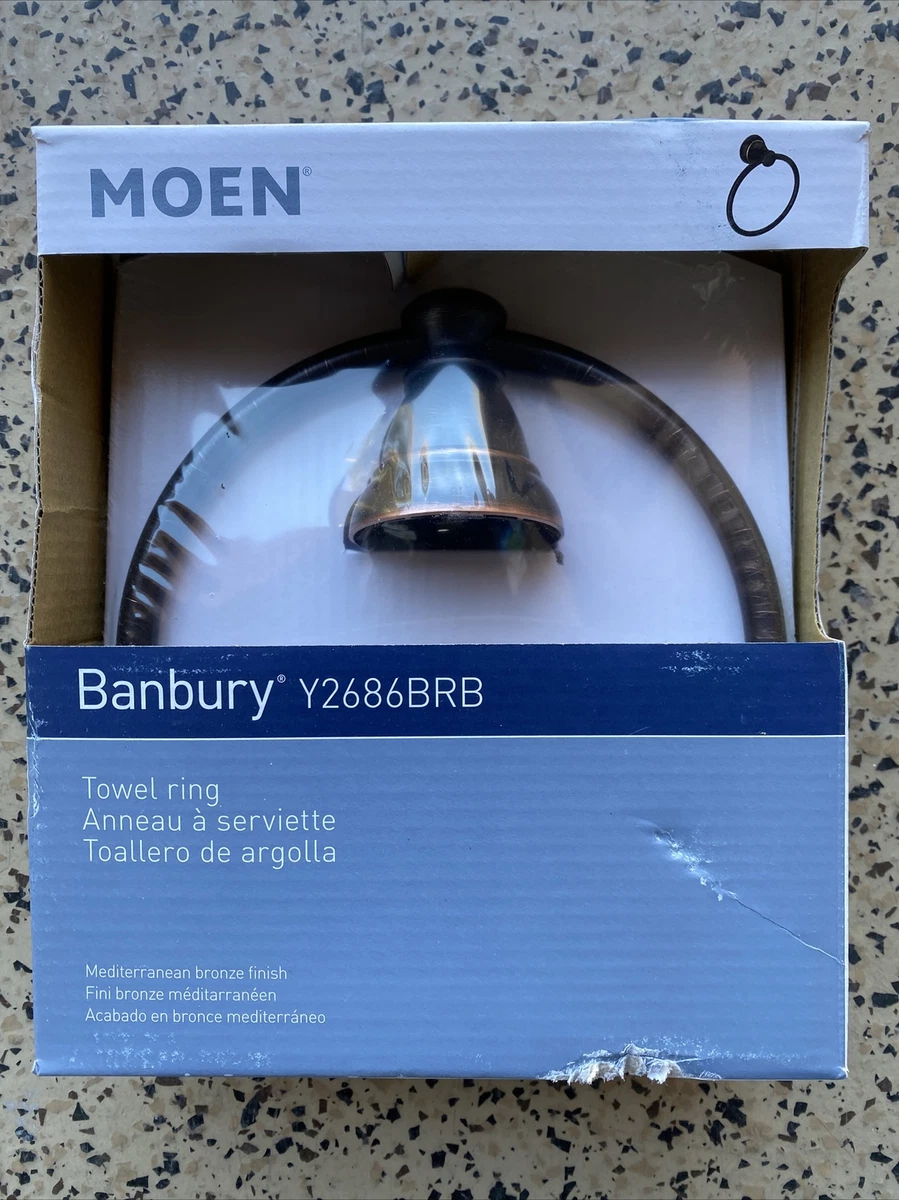 MOEN®
Banbury® Y2686BRB
Towel ring
Anneau à serviette
Toallero de argolla
Mediterranean bronze finish
Fini bronze méditarranéen
Acabado en bronce mediterráneo